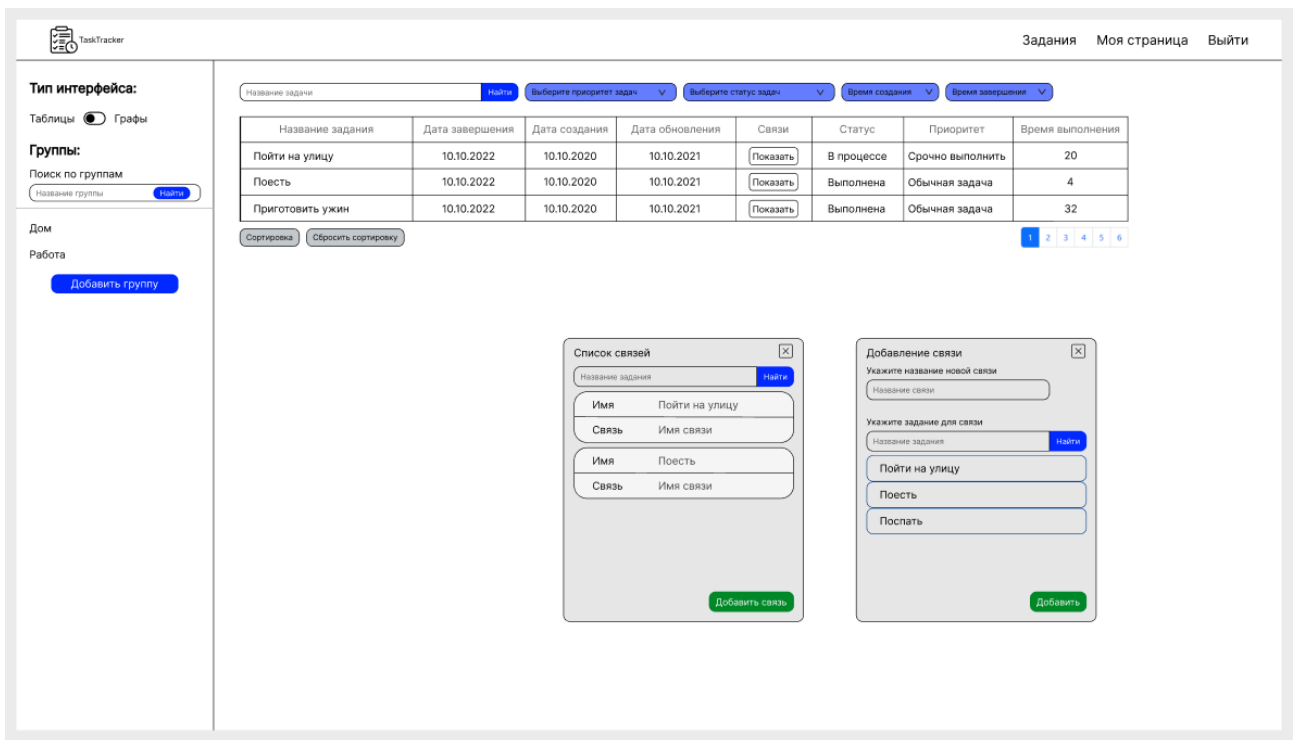 TaskTracker
Задания Моя страница Выйти
Тип интерфейса:
Таблицы Графы
Группы:
Поиск по группам
Название группы Найти
Дом
Работа
Добавить группу
Название задачи Найти Выберите приоритет задач Выберите статус задач Время создания Время завершения
Название задания Дата завершения Дата создания Дата обновления Связи Статус Приоритет Время выполнения
Пойти на улицу 10.10.2022 10.10.2020 10.10.2021 Показать В процессе Срочно выполнить 20
Поесть 10.10.2022 10.10.2020 10.10.2021 Показать Выполнена Обычная задача 4
Приготовить ужин 10.10.2022 10.10.2020 10.10.2021 Показать Выполнена Обычная задача 32
Сортировка Сбросить сортировку 1 2 3 4 5 6
Список связей
Название задания Найти
Имя Пойти на улицу
Связь Имя связи
Имя Поесть
Связь Имя связи
Добавить связь
Добавление связи
Укажите название новой связи
Название связи
Укажите задание для связи
Название задания Найти
Пойти на улицу
Поесть
Поспать
Добавить